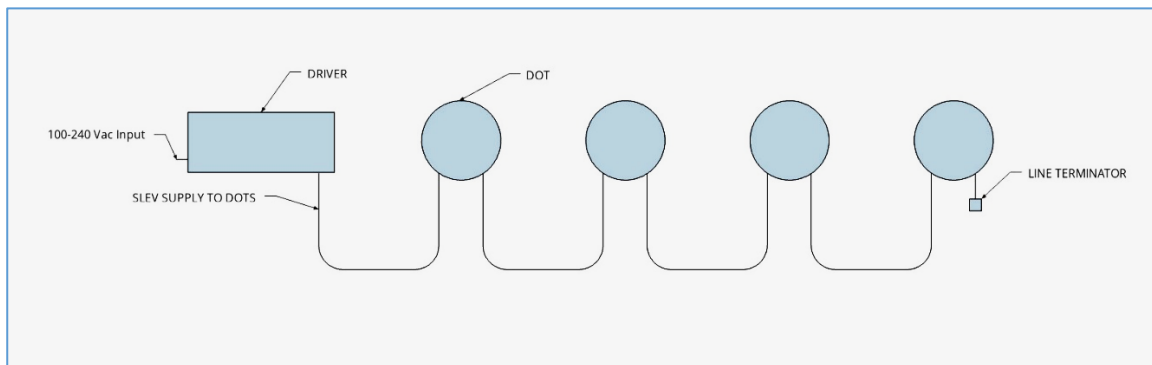 DRIVER
DOT
100-240 Vac Input
SLEV SUPPLY TO DOTS
LINE TERMINATOR